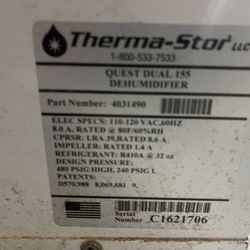 Therma-Stor LLC
1-800-533-7533
QUEST DUAL 155
DEHUMIDIFIER
Part Number: 4031490
ELEC SPECS: 110-120 VAC, 60HZ
8.0 A, RATED @ 80F/60%RH
CPRSR: LRA 39, RATED 8.6 A
IMPELLER: RATED 1.4 A
REFRIGERANT: R410A @ 32 oz
DESIGN PRESSURE:
480 PSIG HIGH, 240 PSIG L
PATENTS:
D570,988 8,069,681 9,
Serial
Number C1621706